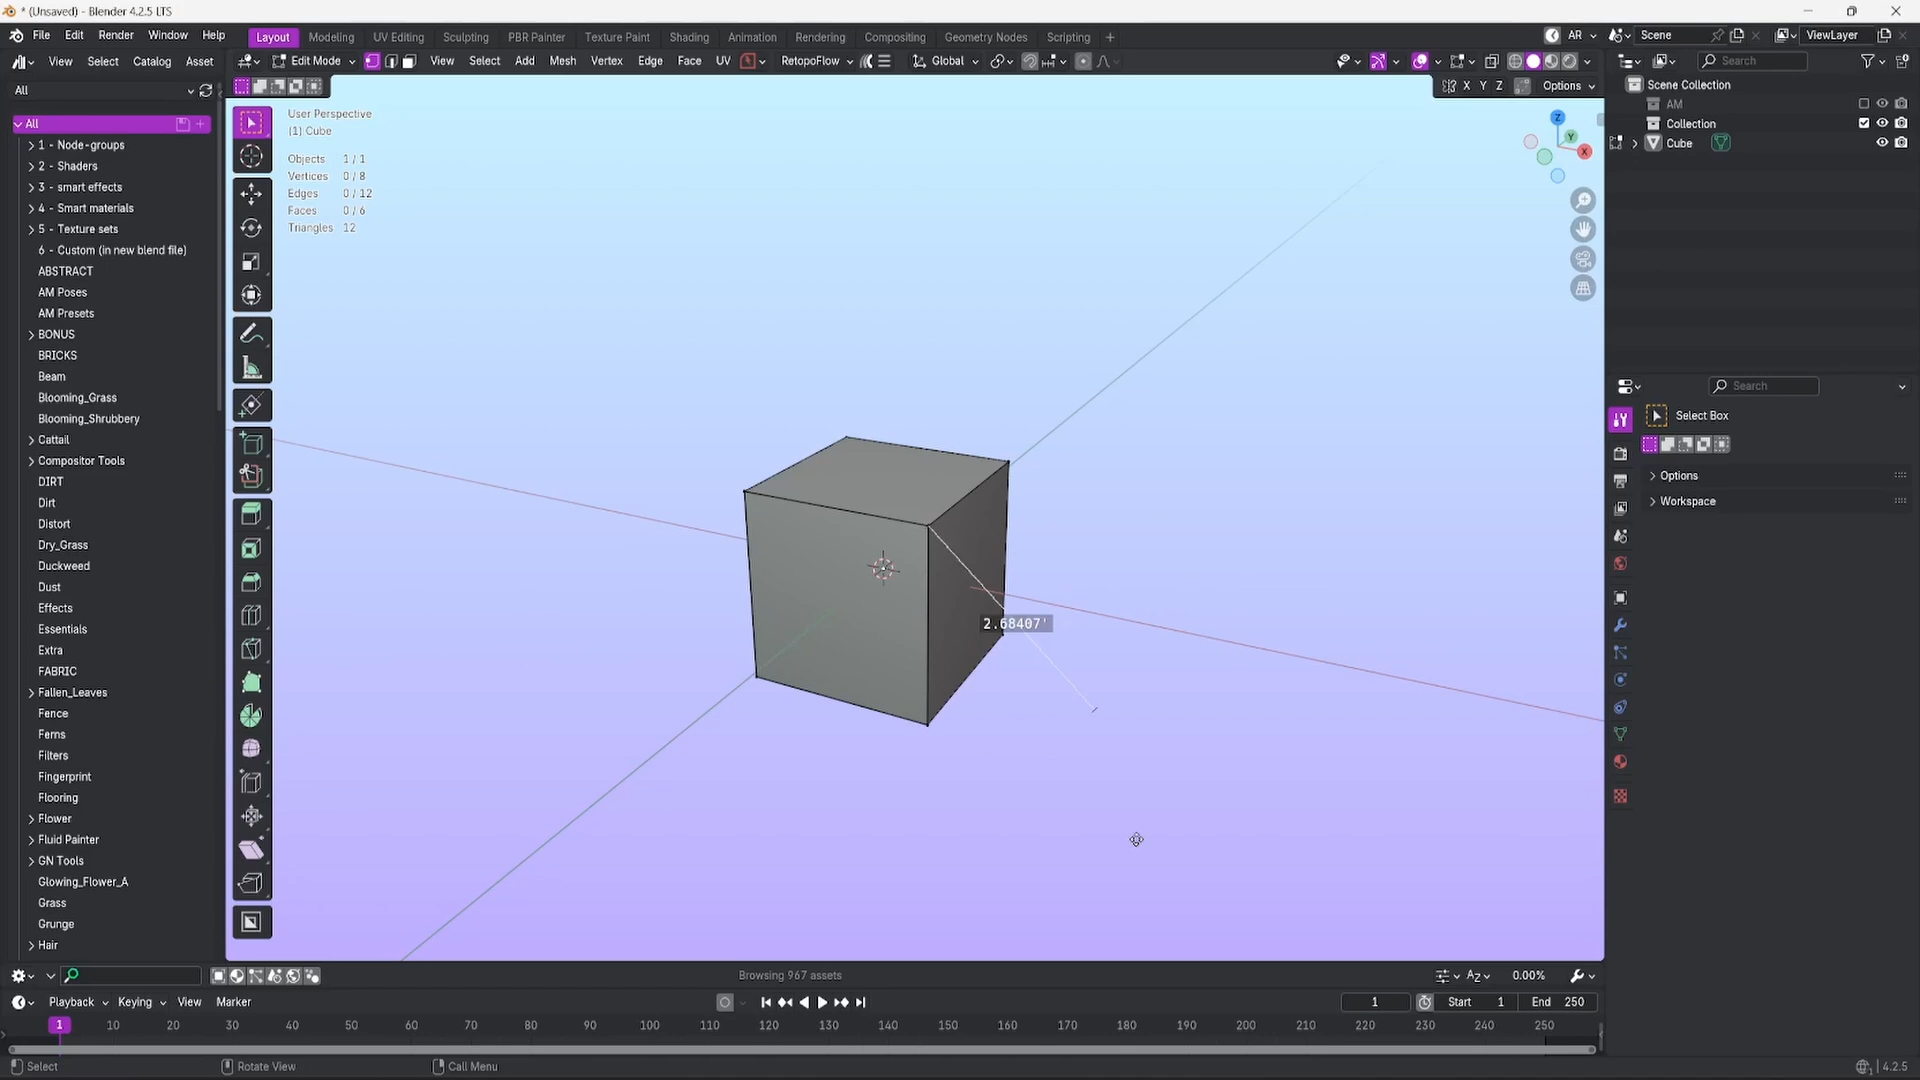 * (Unsaved) - Blender 4.2.5 LTS
File Edit Render Window Help Layout Modeling UV Editing Sculpting PBR Painter Texture Paint Shading Animation Rendering Compositing Geometry Nodes Scripting + AR Scene ViewLayer
View Select Catalog Asset Edit Mode View Select Add Mesh Vertex Edge Face UV RetopoFlow Global Search
All X Y Z Options Scene Collection
AM
All User Perspective Z Collection
(1) Cube Y
1 - Node-groups X Cube
2 - Shaders Objects 1 / 1
3 - smart effects Vertices 0 / 8
4 - Smart materials Edges 0 / 12
5 - Texture sets Faces 0 / 6
6 - Custom (in new blend file) Triangles 12
ABSTRACT
AM Poses
AM Presets
BONUS
BRICKS
Beam Search
Blooming_Grass
Blooming_Shrubbery Select Box
Cattail
Compositor Tools
DIRT Options
Dirt Workspace
Distort
Dry_Grass
Duckweed
Dust
Effects
Essentials 2.68407'
Extra
FABRIC
Fallen_Leaves
Fence
Ferns
Filters
Fingerprint
Flooring
Flower
Fluid Painter
GN Tools
Glowing_Flower_A
Grass
Grunge
Hair
Browsing 967 assets AZ 0.00%
Playback Keying View Marker 1 Start 1 End 250
1 10 20 30 40 50 60 70 80 90 100 110 120 130 140 150 160 170 180 190 200 210 220 230 240 250
Select Rotate View Call Menu 4.2.5